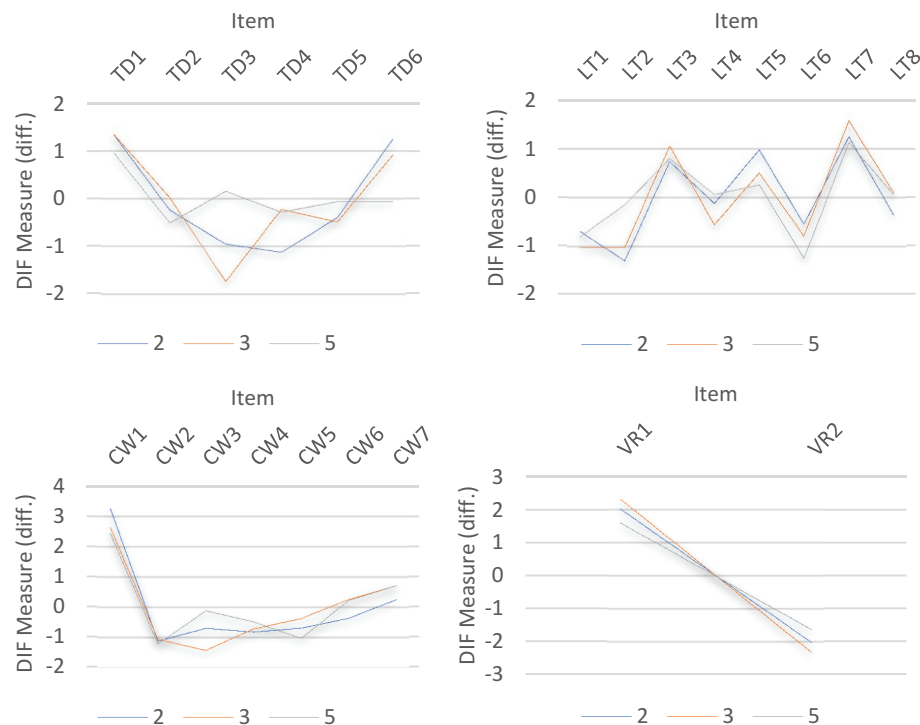 Item
TD1 TD2 TD3 TD4 TD5 TD6
DIF Measure (diff.)
2
1
0
-1
-2
2 3 5
Item
LT1 LT2 LT3 LT4 LT5 LT6 LT7 LT8
DIF Measure (diff.)
2
1
0
-1
-2
2 3 5
Item
CW1 CW2 CW3 CW4 CW5 CW6 CW7
DIF Measure (diff.)
4
3
2
1
0
-1
-2
2 3 5
Item
VR1 VR2
DIF Measure (diff.)
3
2
1
0
-1
-2
-3
2 3 5